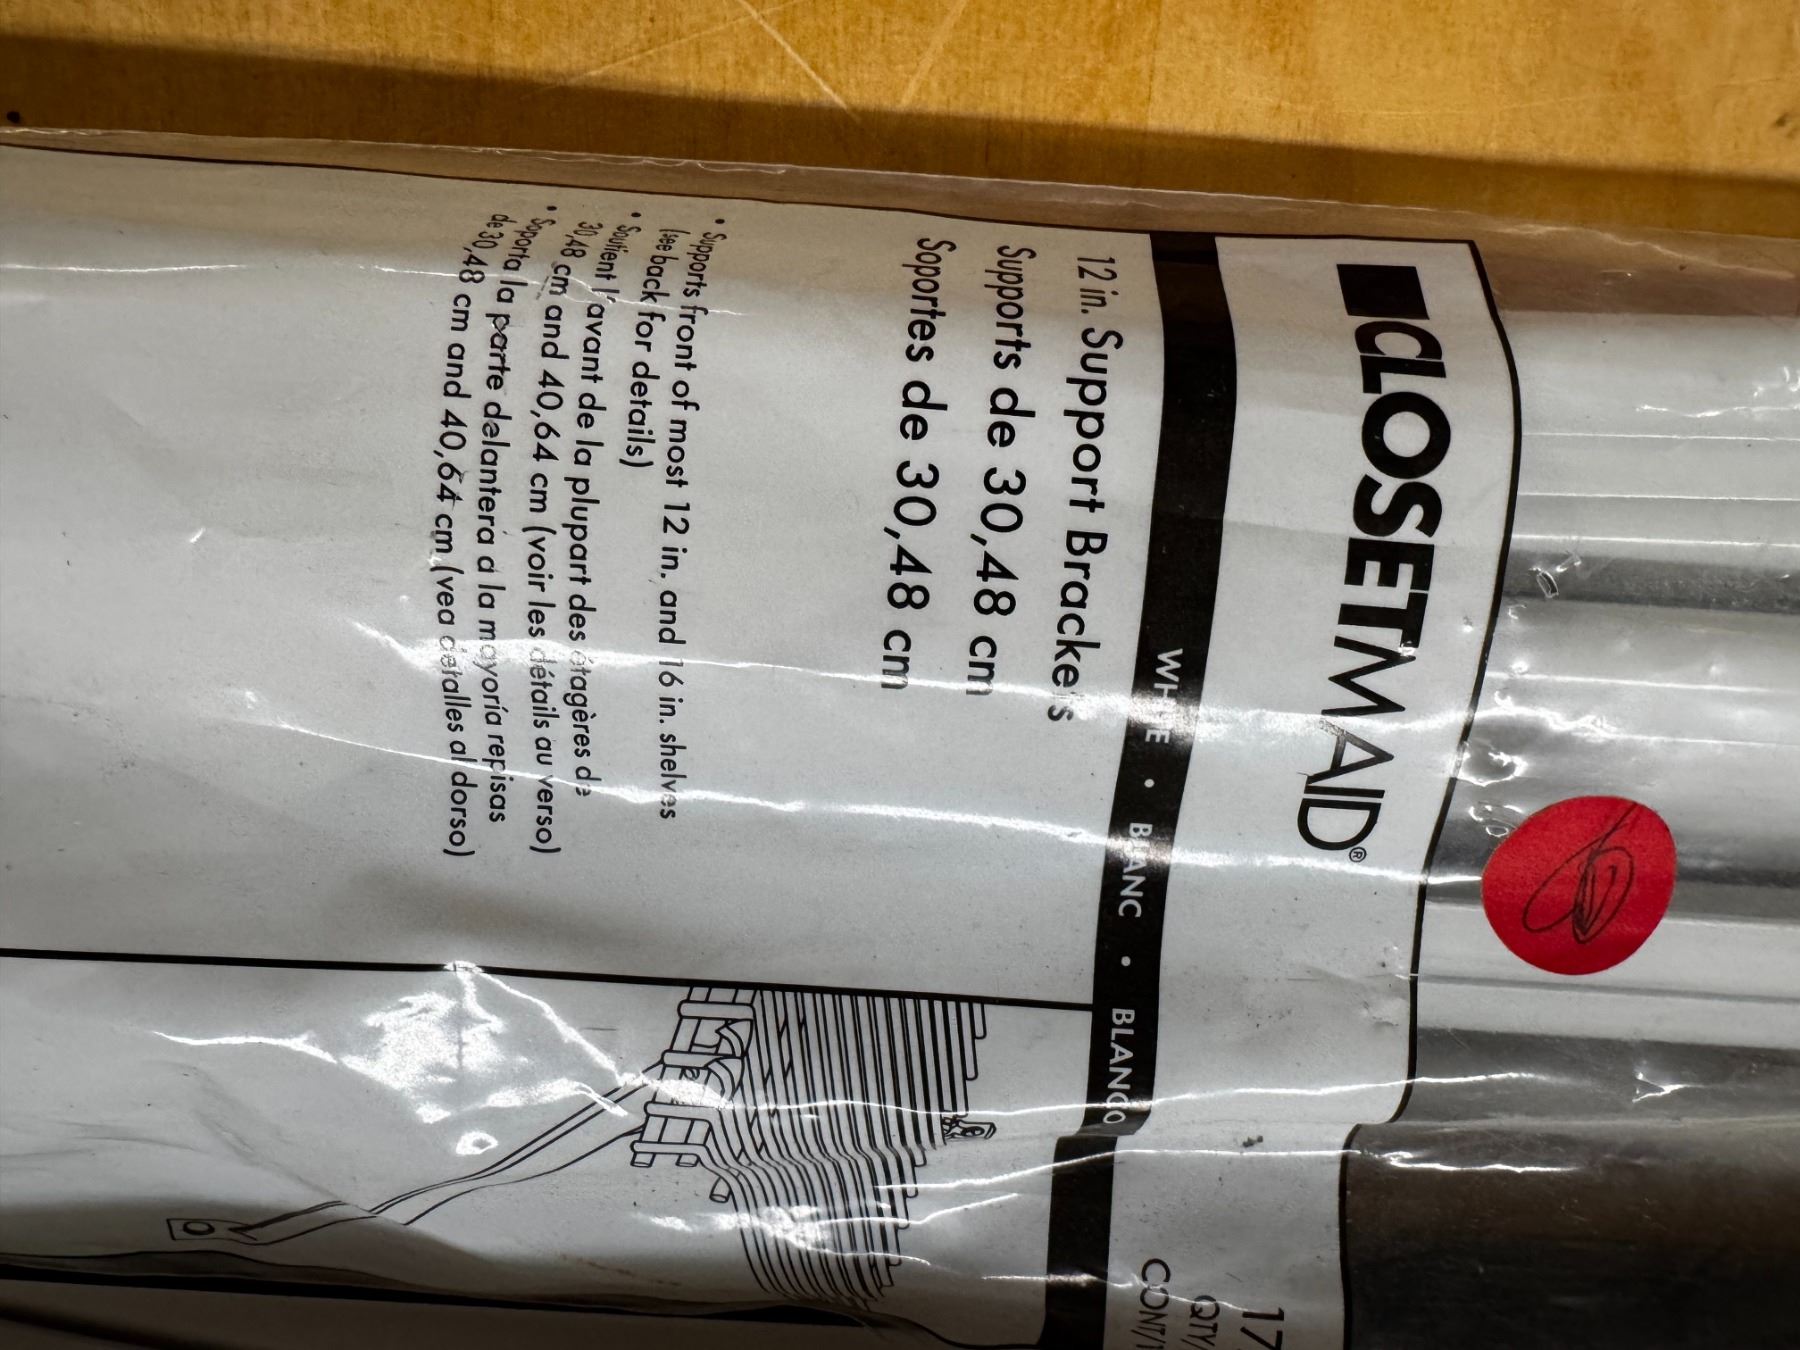 CLOSETMAID®
WHITE • BLANC • BLANCO
12 in. Support Brackets
Supports de 30,48 cm
Soportes de 30,48 cm
• Supports front of most 12 in. and 16 in. shelves
(see back for details)
• Soutient l'avant de la plupart des étagères de
30,48 cm and 40,64 cm (voir les détails au verso)
• Soporta la parte delantera a la mayoría repisas
de 30,48 cm and 40,64 cm (vea detalles al dorso)
17
QTY/